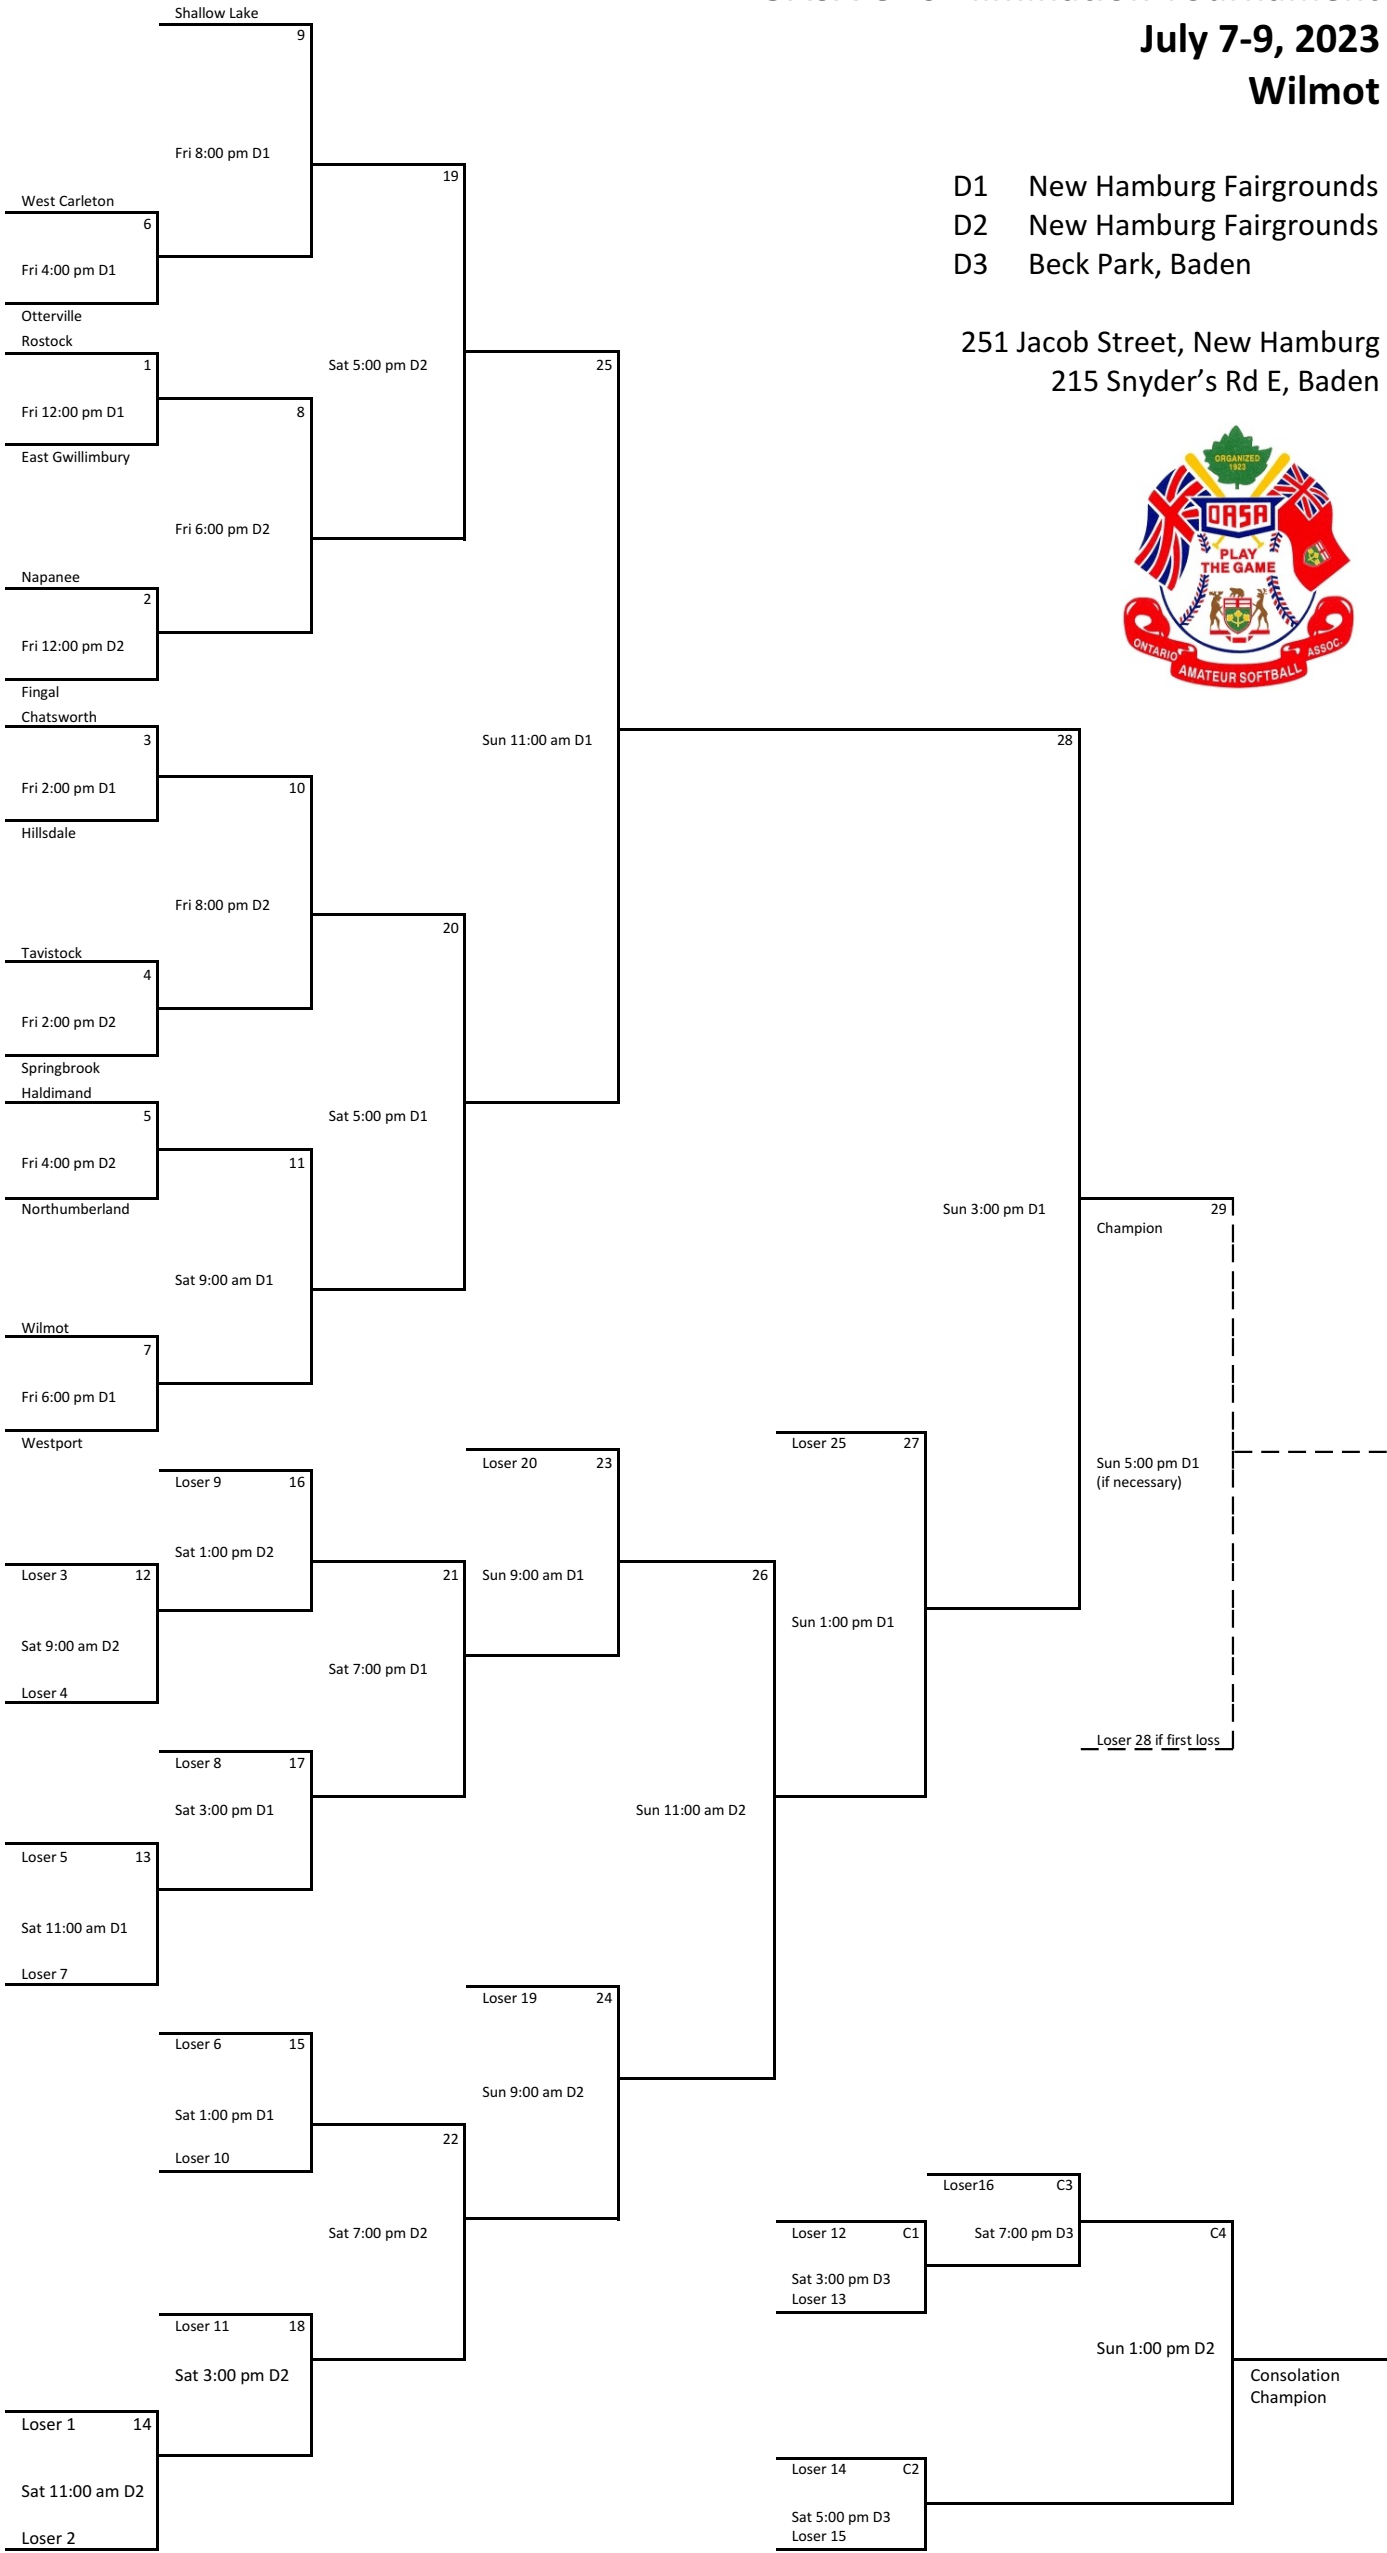 July 7-9, 2023
Wilmot
D1 New Hamburg Fairgrounds
D2 New Hamburg Fairgrounds
D3 Beck Park, Baden
251 Jacob Street, New Hamburg
215 Snyder’s Rd E, Baden
ORGANIZED
1923
OASA
PLAY
THE GAME
ONTARIO AMATEUR SOFTBALL ASSOC.
Shallow Lake
9
Fri 8:00 pm D1
West Carleton
6
Fri 4:00 pm D1
Otterville
19
Sat 5:00 pm D2
Rostock
1
Fri 12:00 pm D1
East Gwillimbury
8
Fri 6:00 pm D2
Napanee
2
Fri 12:00 pm D2
Fingal
25
Sun 11:00 am D1
Chatsworth
3
Fri 2:00 pm D1
Hillsdale
10
Fri 8:00 pm D2
Tavistock
4
Fri 2:00 pm D2
Springbrook
20
Sat 5:00 pm D1
Haldimand
5
Fri 4:00 pm D2
Northumberland
11
Sat 9:00 am D1
Wilmot
7
Fri 6:00 pm D1
Westport
28
Sun 3:00 pm D1
29
Champion
Sun 5:00 pm D1
(if necessary)
Loser 28 if first loss
Loser 9 16
Sat 1:00 pm D2
Loser 3 12
Sat 9:00 am D2
Loser 4
21
Sat 7:00 pm D1
Loser 20 23
Sun 9:00 am D1
26
Sun 11:00 am D2
Loser 25 27
Sun 1:00 pm D1
Loser 8 17
Sat 3:00 pm D1
Loser 5 13
Sat 11:00 am D1
Loser 7
Loser 19 24
Sun 9:00 am D2
Loser 6 15
Sat 1:00 pm D1
Loser 10
22
Sat 7:00 pm D2
Loser 11 18
Sat 3:00 pm D2
Loser 1 14
Sat 11:00 am D2
Loser 2
Loser16 C3
Sat 7:00 pm D3
Loser 12 C1
Sat 3:00 pm D3
Loser 13
C4
Sun 1:00 pm D2
Consolation
Champion
Loser 14 C2
Sat 5:00 pm D3
Loser 15